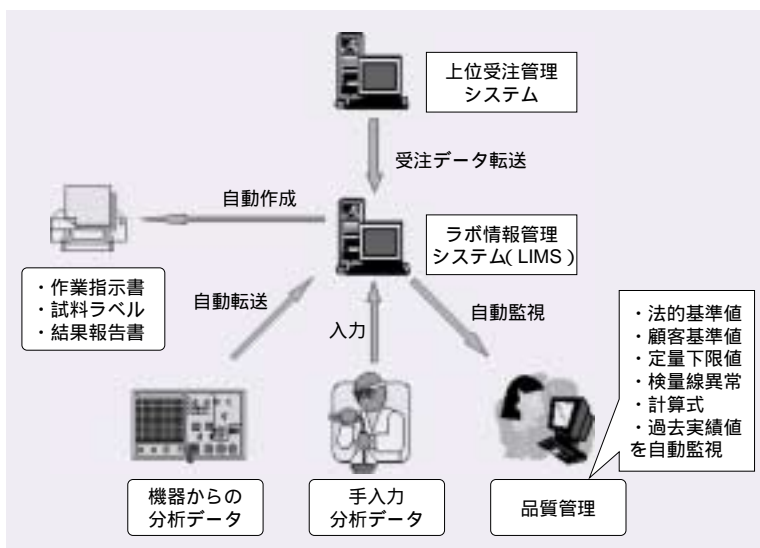 上位受注管理
システム
受注データ転送
自動作成
ラボ情報管理
システム(LIMS)
・作業指示書
・試料ラベル
・結果報告書
自動転送
入力
自動監視
・法的基準値
・顧客基準値
・定量下限値
・検量線異常
・計算式
・過去実績値
を自動監視
機器からの
分析データ
手入力
分析データ
品質管理